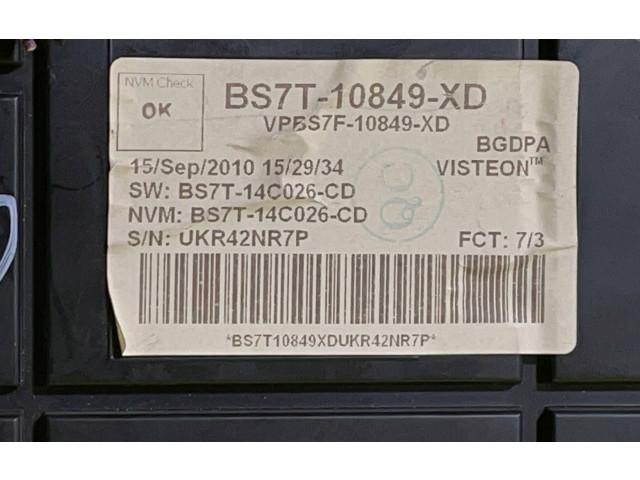 NVM Check
OK
BS7T-10849-XD
VPBS7F-10849-XD
BGDPA
15/Sep/2010 15/29/34 VISTEON™
SW: BS7T-14C026-CD
NVM: BS7T-14C026-CD
QC
S/N: UKR42NR7P FCT: 7/3
*BS7T10849XDUKR42NR7P*